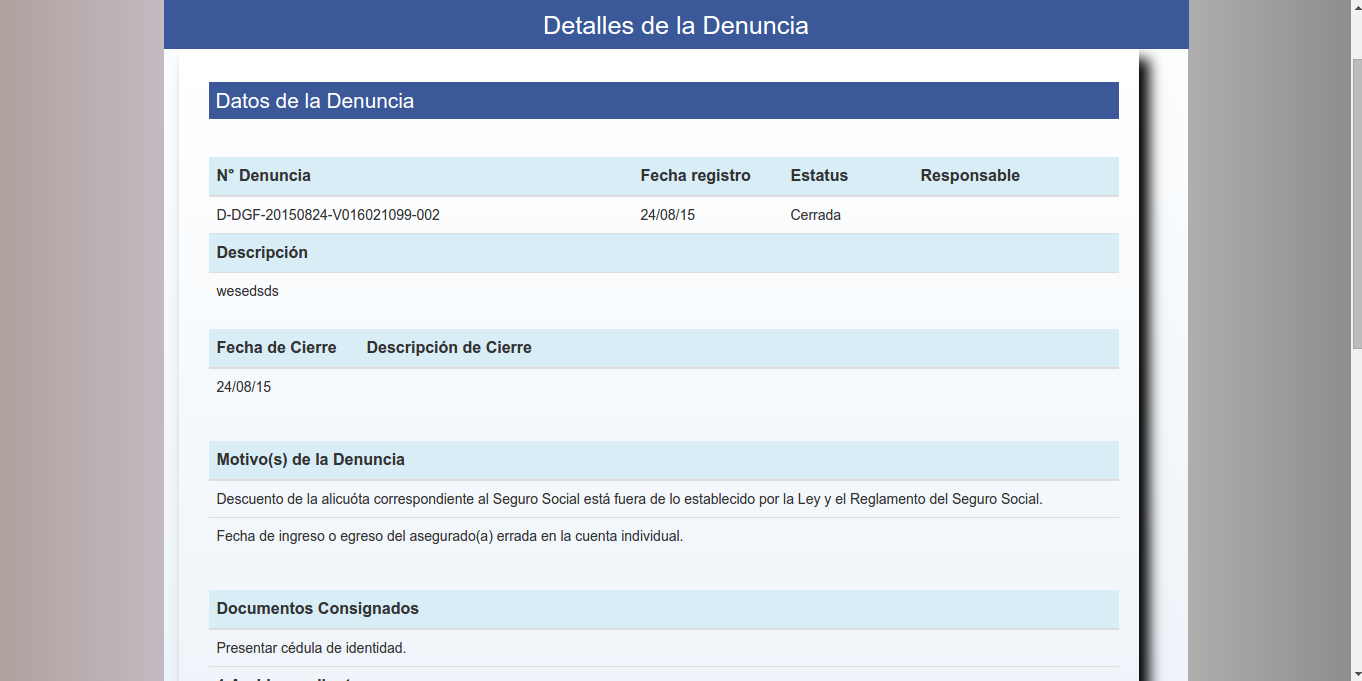 Detalles de la Denuncia
Datos de la Denuncia
N° Denuncia Fecha registro Estatus Responsable
D-DGF-20150824-V016021099-002 24/08/15 Cerrada
Descripción
wesedsds
Fecha de Cierre Descripción de Cierre
24/08/15
Motivo(s) de la Denuncia
Descuento de la alicuóta correspondiente al Seguro Social está fuera de lo establecido por la Ley y el Reglamento del Seguro Social.
Fecha de ingreso o egreso del asegurado(a) errada en la cuenta individual.
Documentos Consignados
Presentar cédula de identidad.